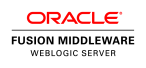 ORACLE
FUSION MIDDLEWARE
WEBLOGIC SERVER